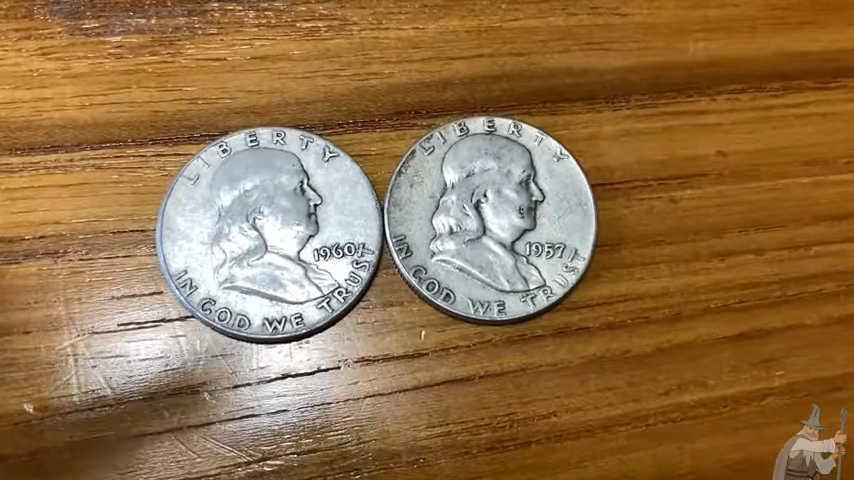 LIBERTY
1960
IN GOD WE TRUST
LIBERTY
1957
IN GOD WE TRUST